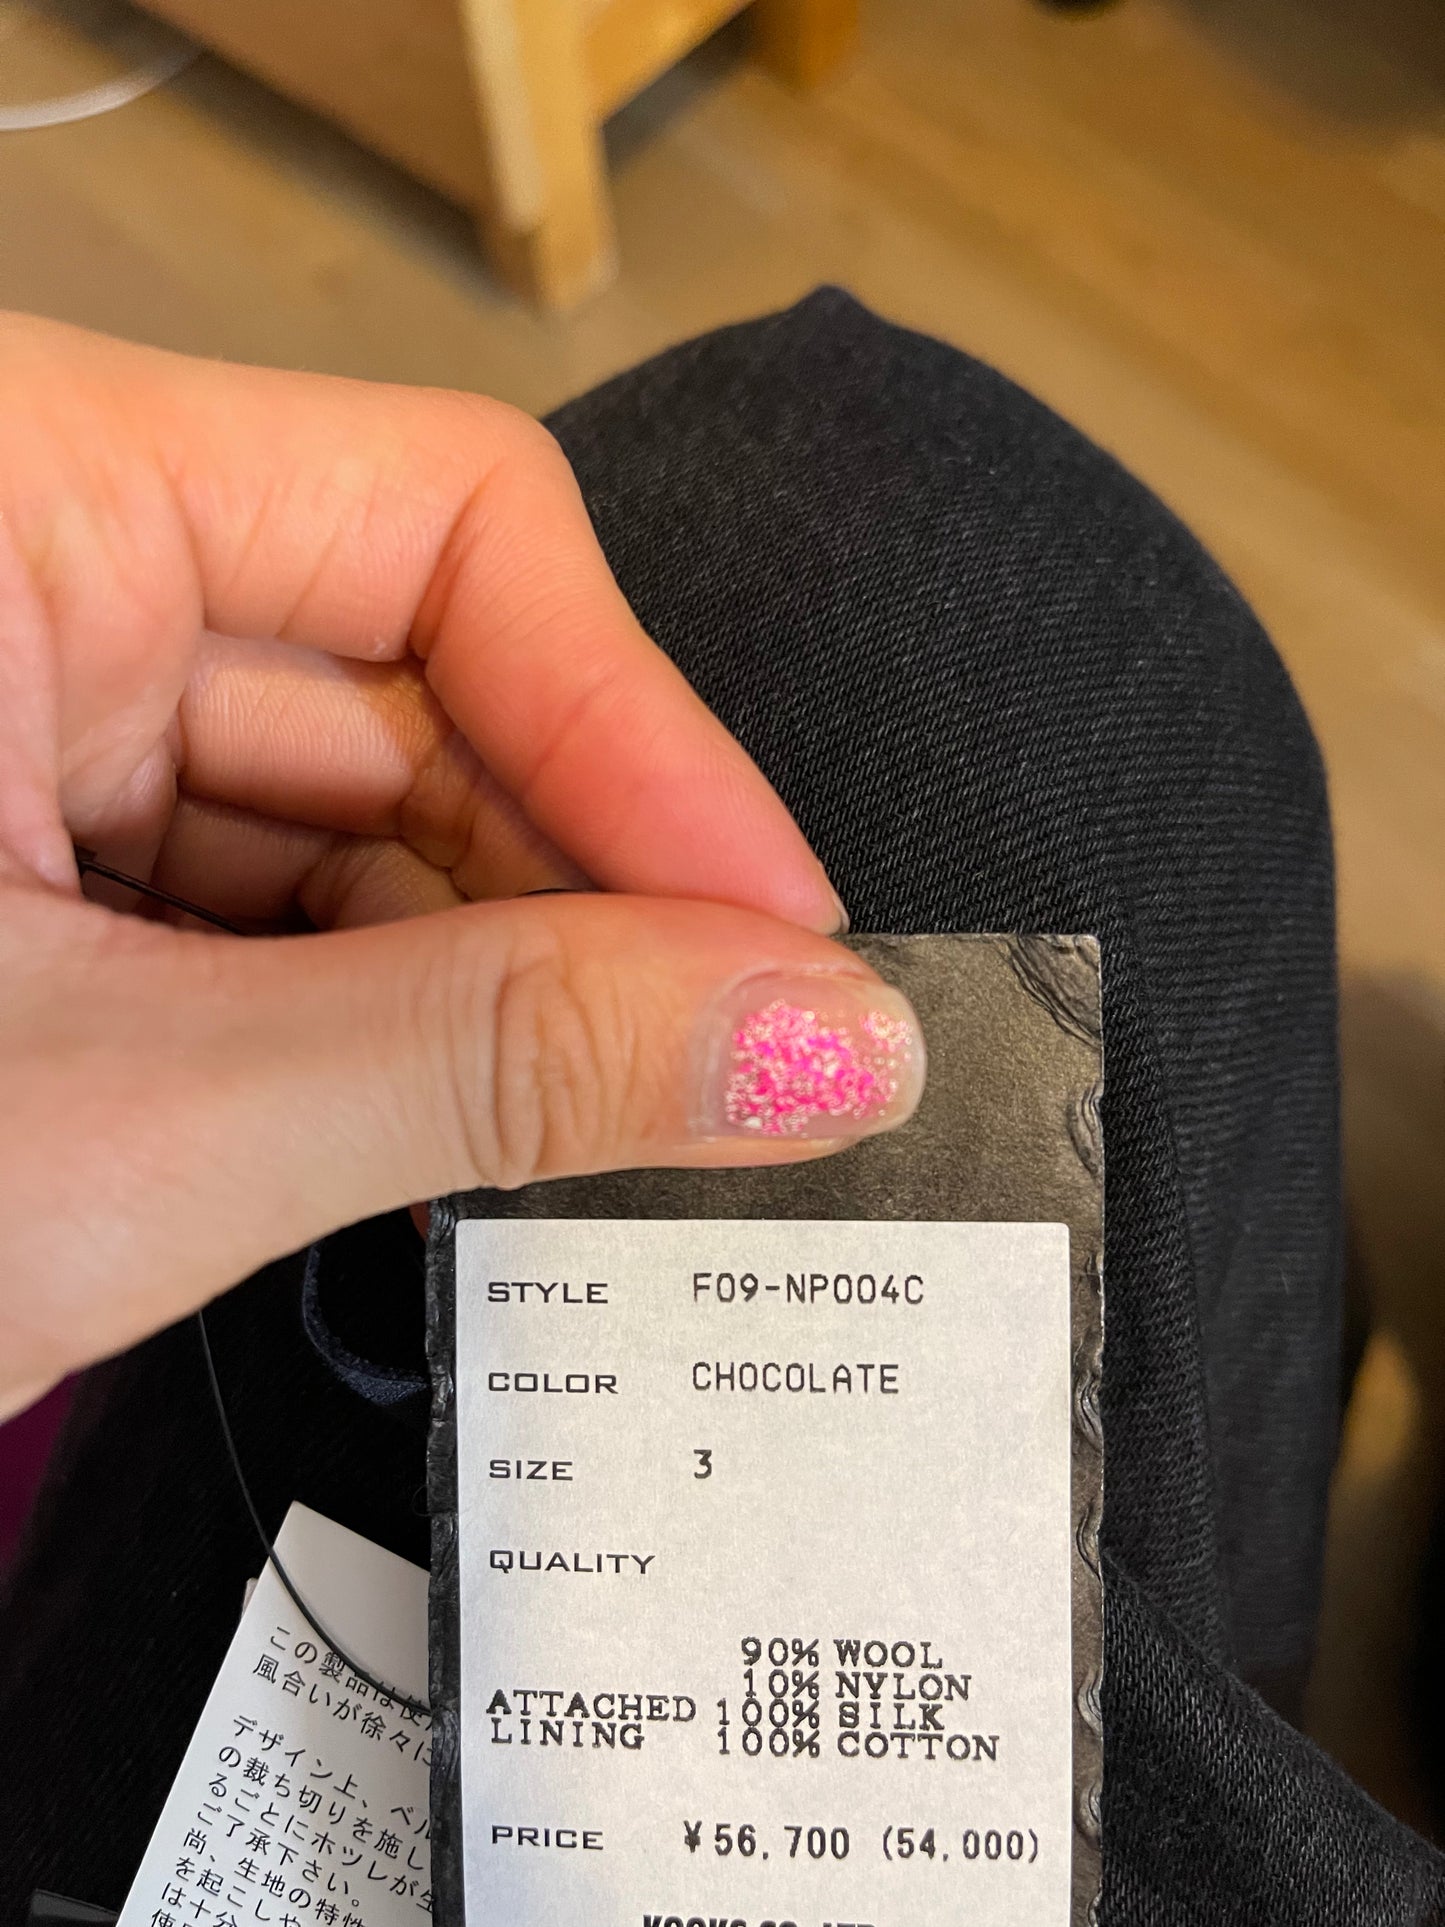 STYLE F09-NP004C
COLOR CHOCOLATE
SIZE 3
QUALITY
90% WOOL
10% NYLON
ATTACHED 100% SILK
LINING 100% COTTON
PRICE ¥56,700 (54,000)
この製品は使用
風合いが徐々に
デザイン上、ベル
の裁ち切りを施し
るごとにホツレが生
ご了承下さい。
尚、生地の特性
を起こしや
は十分